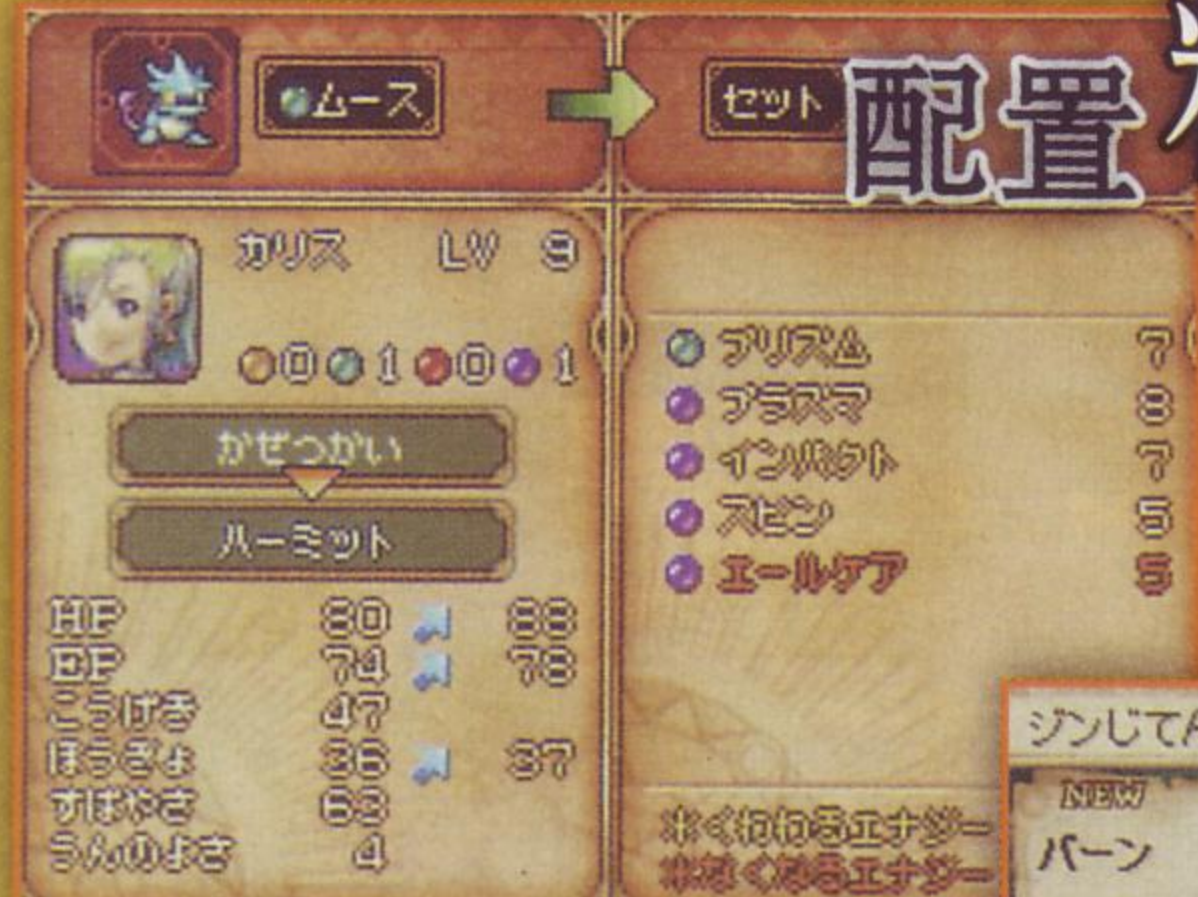 ムース
セット
配置
カリス LV 9
0 1 0 1
かぜつかい
ハーミット
HP 80 88
EP 74 78
こうげき 47
ぼうぎょ 36 37
すばやさ 63
うんのよさ 4
プリズム 7
プラズマ 8
インパクト 7
スピン 5
エールケア 5
※くわわるエナジー
※なくなるエナジー
ジンじてん
NEW
バーン